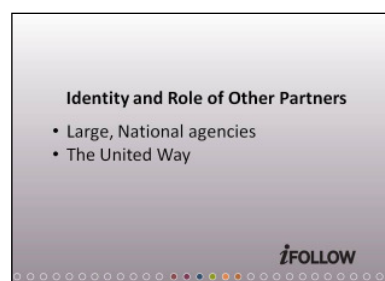 Identity and Role of Other Partners
• Large, National agencies
• The United Way
iFOLLOW